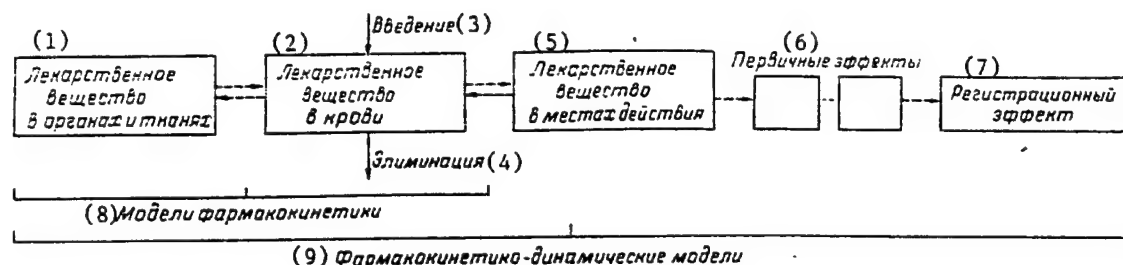 Введение(3)
(1)
Лекарственное
вещество
в органах и тканях
(2)
Лекарственное
вещество
в крови
(5)
Лекарственное
вещество
в местах действия
(6)
Первичные эффекты
(7)
Регистрационный
эффект
Элиминация(4)
(8)Модели фармакокинетики
(9) Фармакокинетико-динамические модели